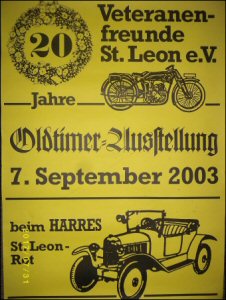 Veteranen-
20 freunde
St. Leon e.V.
Jahre
Oldtimer-Ausstellung
7. September 2003
beim HARRES
St. Leon-
Rot